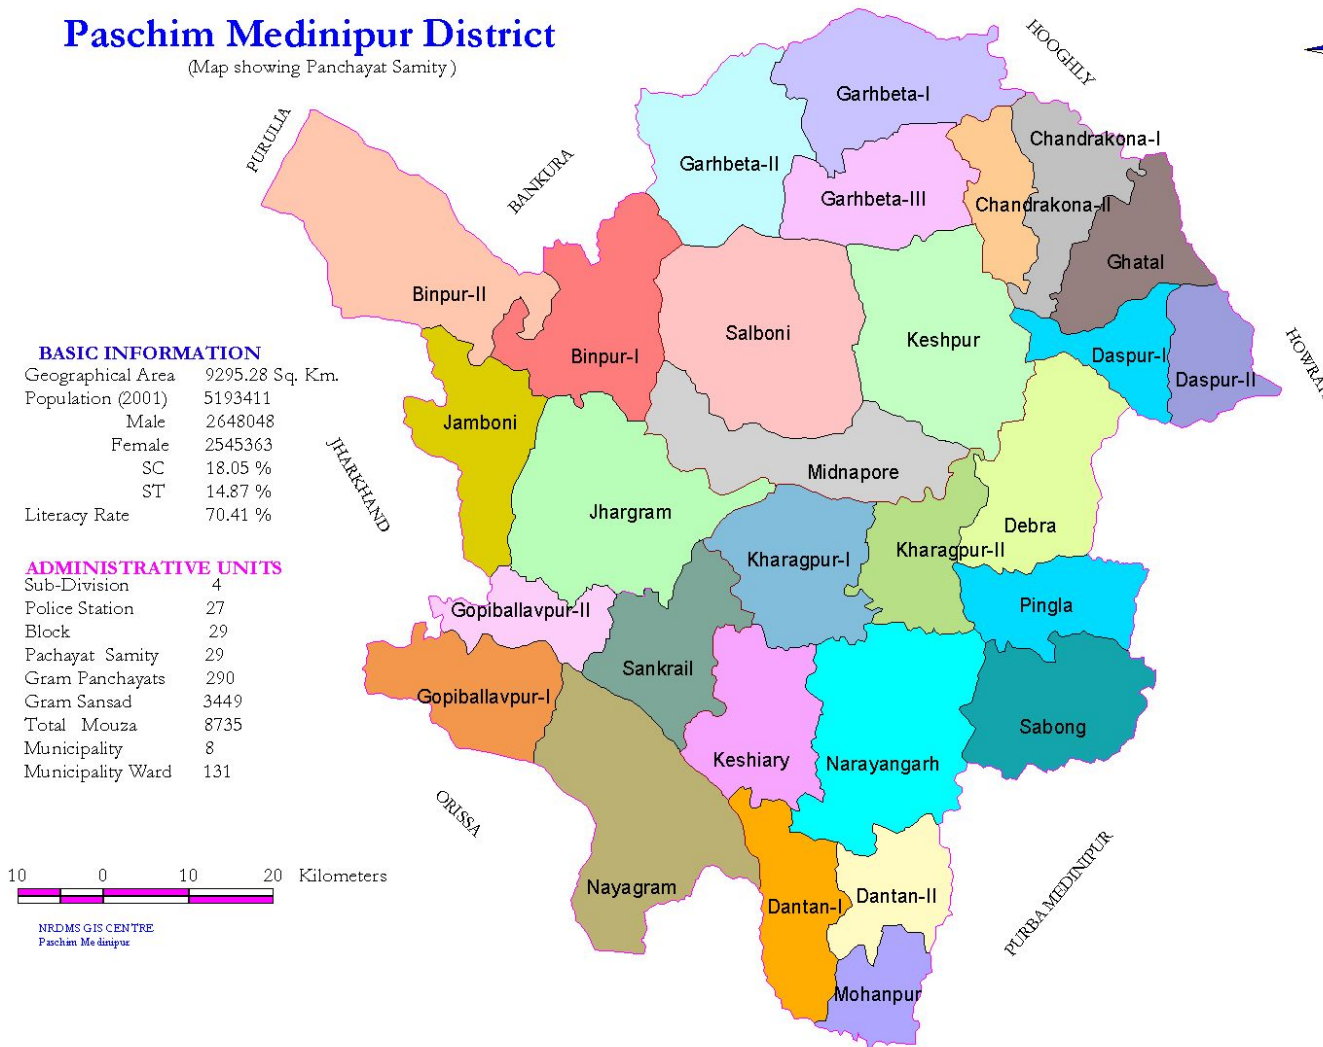 Paschim Medinipur District
(Map showing Panchayat Samity )
HOOGHLY
PURULIA
BANKURA
Garhbeta-I
Chandrakona-I
Garhbeta-II
Garhbeta-III
Chandrakona-II
Ghatal
Binpur-II
Salboni
Keshpur
Binpur-I
Daspur-I
Daspur-II
HOWRAH
BASIC INFORMATION
Geographical Area 9295.28 Sq. Km.
Population (2001) 5193411
Male 2648048
Female 2545363
SC 18.05 %
ST 14.87 %
Literacy Rate 70.41 %
Jamboni
JHARKHAND
Midnapore
Jhargram
Debra
Kharagpur-I
Kharagpur-II
Pingla
Gopiballavpur-II
Sankrail
Gopiballavpur-I
Sabong
Keshiary
Narayangarh
ADMINISTRATIVE UNITS
Sub-Division 4
Police Station 27
Block 29
Pachayat Samity 29
Gram Panchayats 290
Gram Sansad 3449
Total Mouza 8735
Municipality 8
Municipality Ward 131
ORISSA
Nayagram
Dantan-I
Dantan-II
PURBA MEDINIPUR
Mohanpur
10 0 10 20 Kilometers
NRDMS GIS CENTRE
Paschim Medinipur